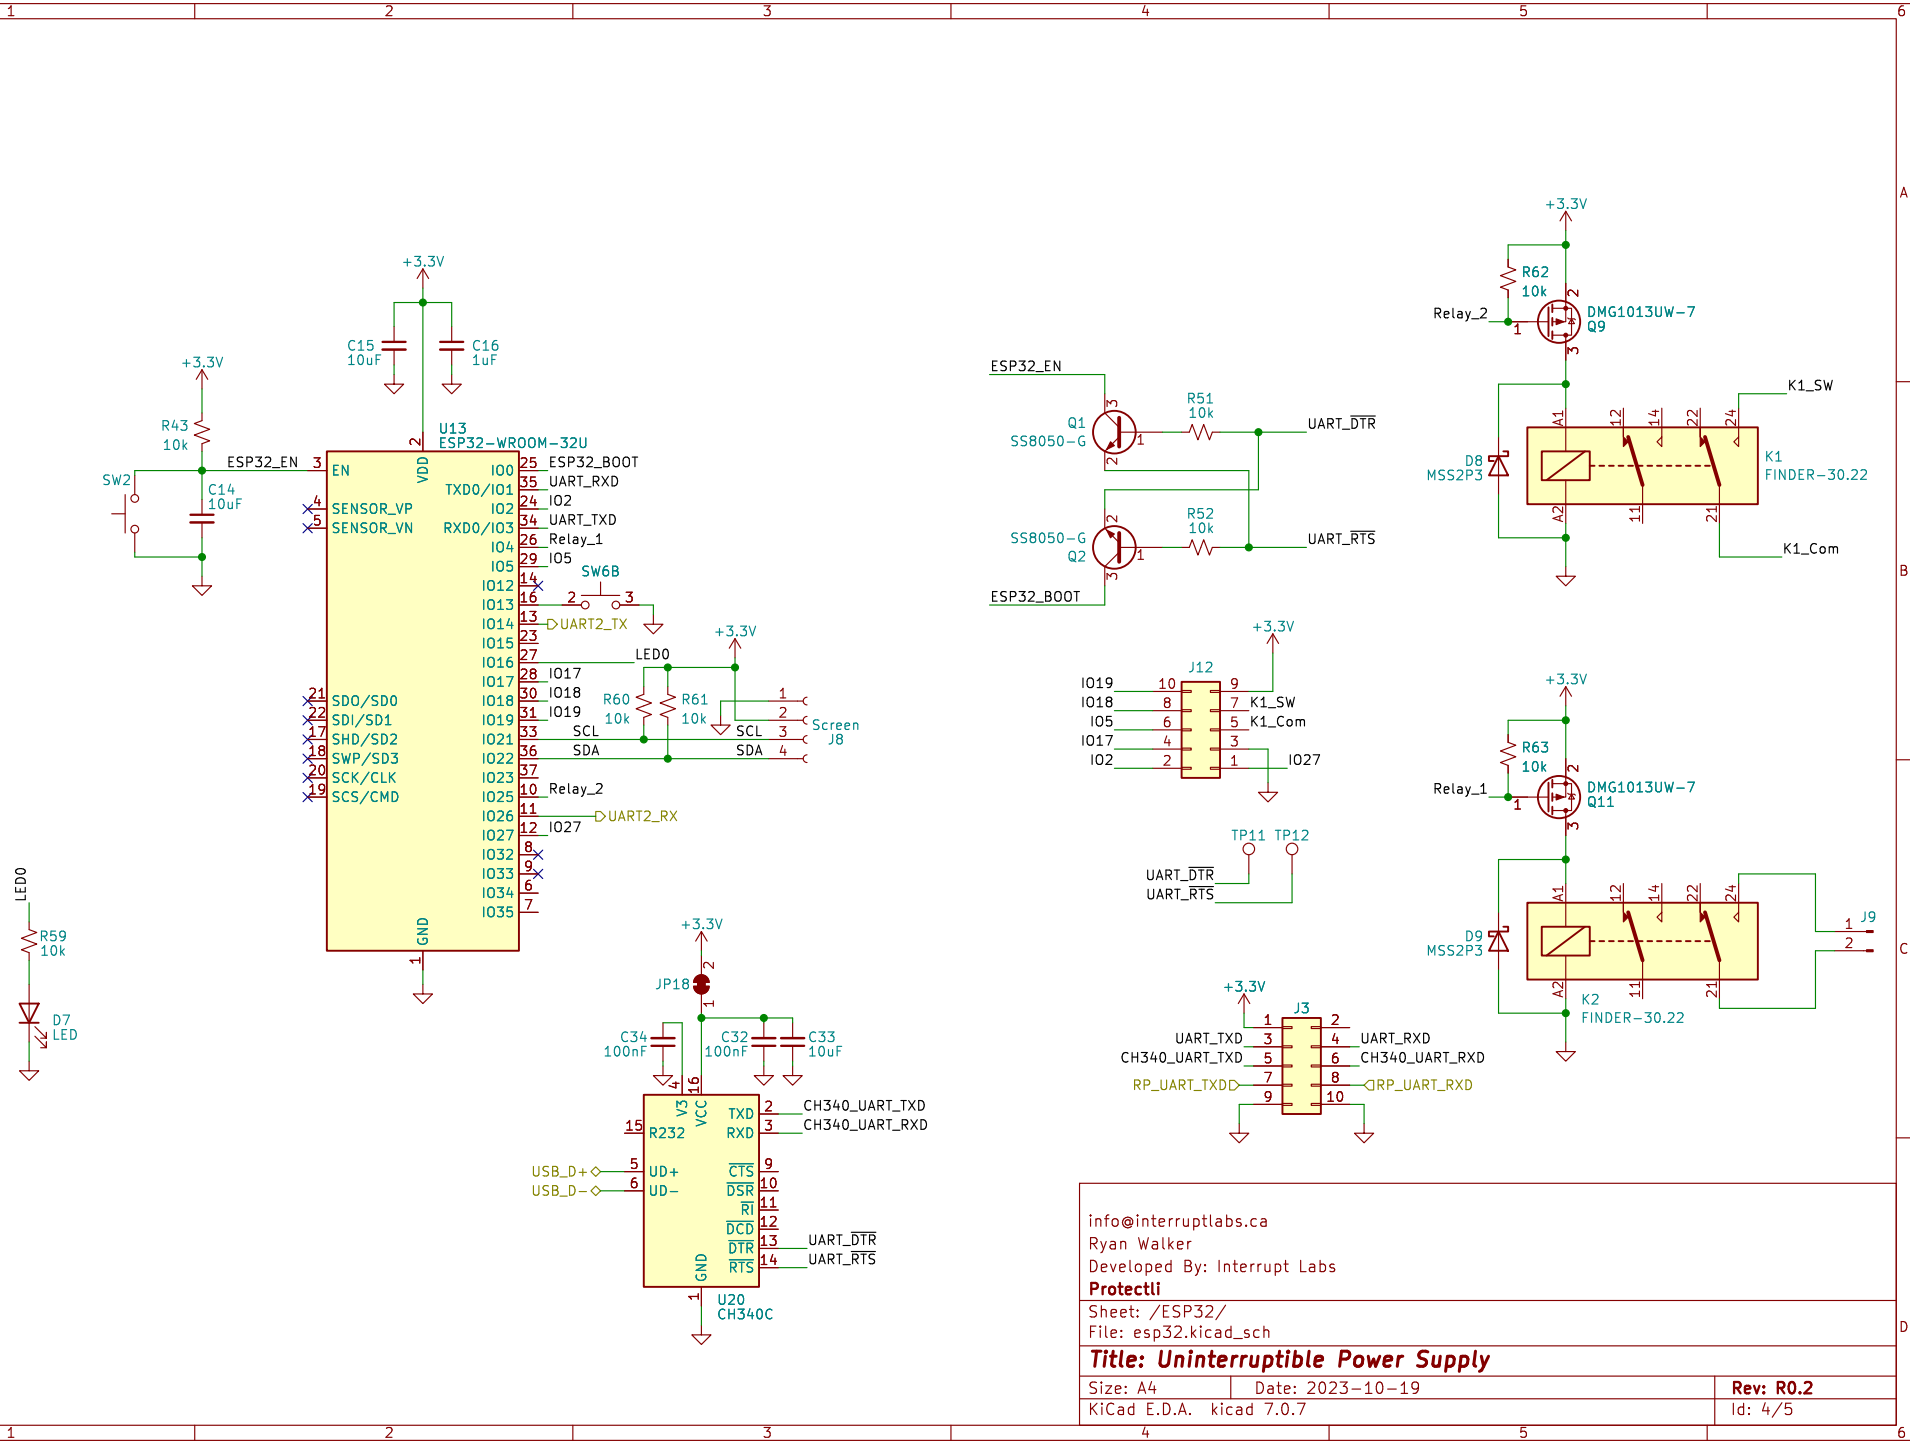 1 2 3 4 5 6
A
B
C
D
1 2 3 4 5 6
+3.3V
R43
10k
SW2
ESP32_EN
C14
10uF
+3.3V
C15
10uF
C16
1uF
U13
ESP32-WROOM-32U
2
VDD
3 EN
4 SENSOR_VP
5 SENSOR_VN
21 SDO/SD0
22 SDI/SD1
17 SHD/SD2
18 SWP/SD3
20 SCK/CLK
19 SCS/CMD
IO0 25 ESP32_BOOT
TXD0/IO1 35 UART_RXD
IO2 24 IO2
RXD0/IO3 34 UART_TXD
IO4 26 Relay_1
IO5 29 IO5
IO12 14
IO13 16
IO14 13 UART2_TX
IO15 23
IO16 27 LED0
IO17 28 IO17
IO18 30 IO18
IO19 31 IO19
IO21 33 SCL SCL
IO22 36 SDA SDA
IO23 37
IO25 10 Relay_2
IO26 11 UART2_RX
IO27 12 IO27
IO32 8
IO33 9
IO34 6
IO35 7
GND
1
SW6B
2 3
+3.3V
R60
10k
R61
10k
1
2
3
4
Screen
J8
LED0
R59
10k
D7
LED
+3.3V
2
JP18
1
C34
100nF
C32
100nF
C33
10uF
4 16
V3 VCC
15 R232
USB_D+ 5 UD+
USB_D- 6 UD-
TXD 2 CH340_UART_TXD
RXD 3 CH340_UART_RXD
CTS 9
DSR 10
RI 11
DCD 12
DTR 13 UART_DTR
RTS 14 UART_RTS
GND
1
U20
CH340C
ESP32_EN
3
Q1
SS8050-G
1
2
R51
10k
UART_DTR
2
SS8050-G
Q2
1
3
R52
10k
UART_RTS
ESP32_BOOT
+3.3V
J12
IO19 10 9
IO18 8 7 K1_SW
IO5 6 5 K1_Com
IO17 4 3
IO2 2 1 IO27
TP11 TP12
UART_DTR
UART_RTS
+3.3V
J3
1 2
UART_TXD 3 4 UART_RXD
CH340_UART_TXD 5 6 CH340_UART_RXD
RP_UART_TXD 7 8 RP_UART_RXD
9 10
+3.3V
R62
10k
Relay_2
1
2
3
DMG1013UW-7
Q9
K1_SW
A1 12 14 22 24
D8
MSS2P3
K1
FINDER-30.22
A2 11 21
K1_Com
+3.3V
R63
10k
Relay_1
1
2
3
DMG1013UW-7
Q11
A1 12 14 22 24
D9
MSS2P3
A2 11 21
K2
FINDER-30.22
J9
1
2
info@interruptlabs.ca
Ryan Walker
Developed By: Interrupt Labs
Protectli
Sheet: /ESP32/
File: esp32.kicad_sch
Title: Uninterruptible Power Supply
Size: A4 Date: 2023-10-19 Rev: R0.2
KiCad E.D.A. kicad 7.0.7 Id: 4/5